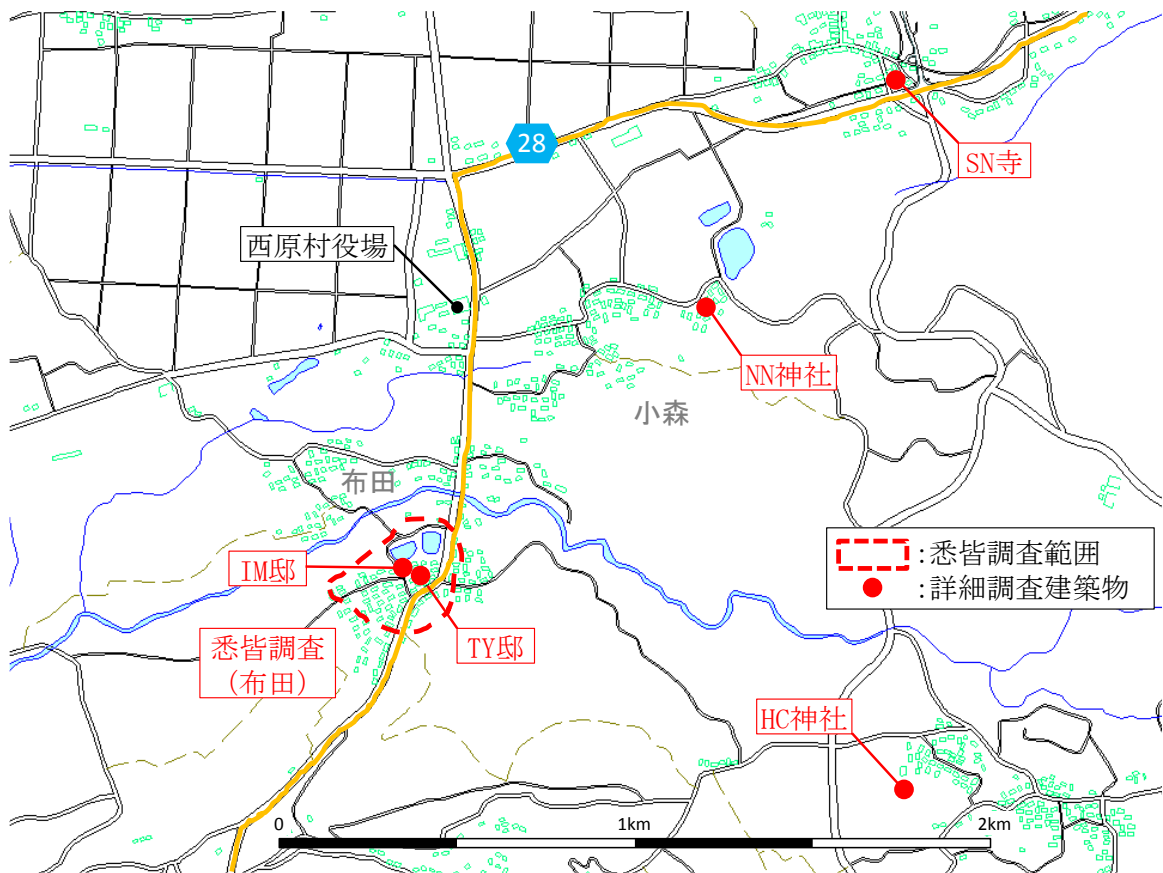 28
SN寺
西原村役場
NN神社
小森
布田
IM邸
:悉皆調査範囲
:詳細調査建築物
悉皆調査
(布田)
TY邸
HC神社
0
1km
2km